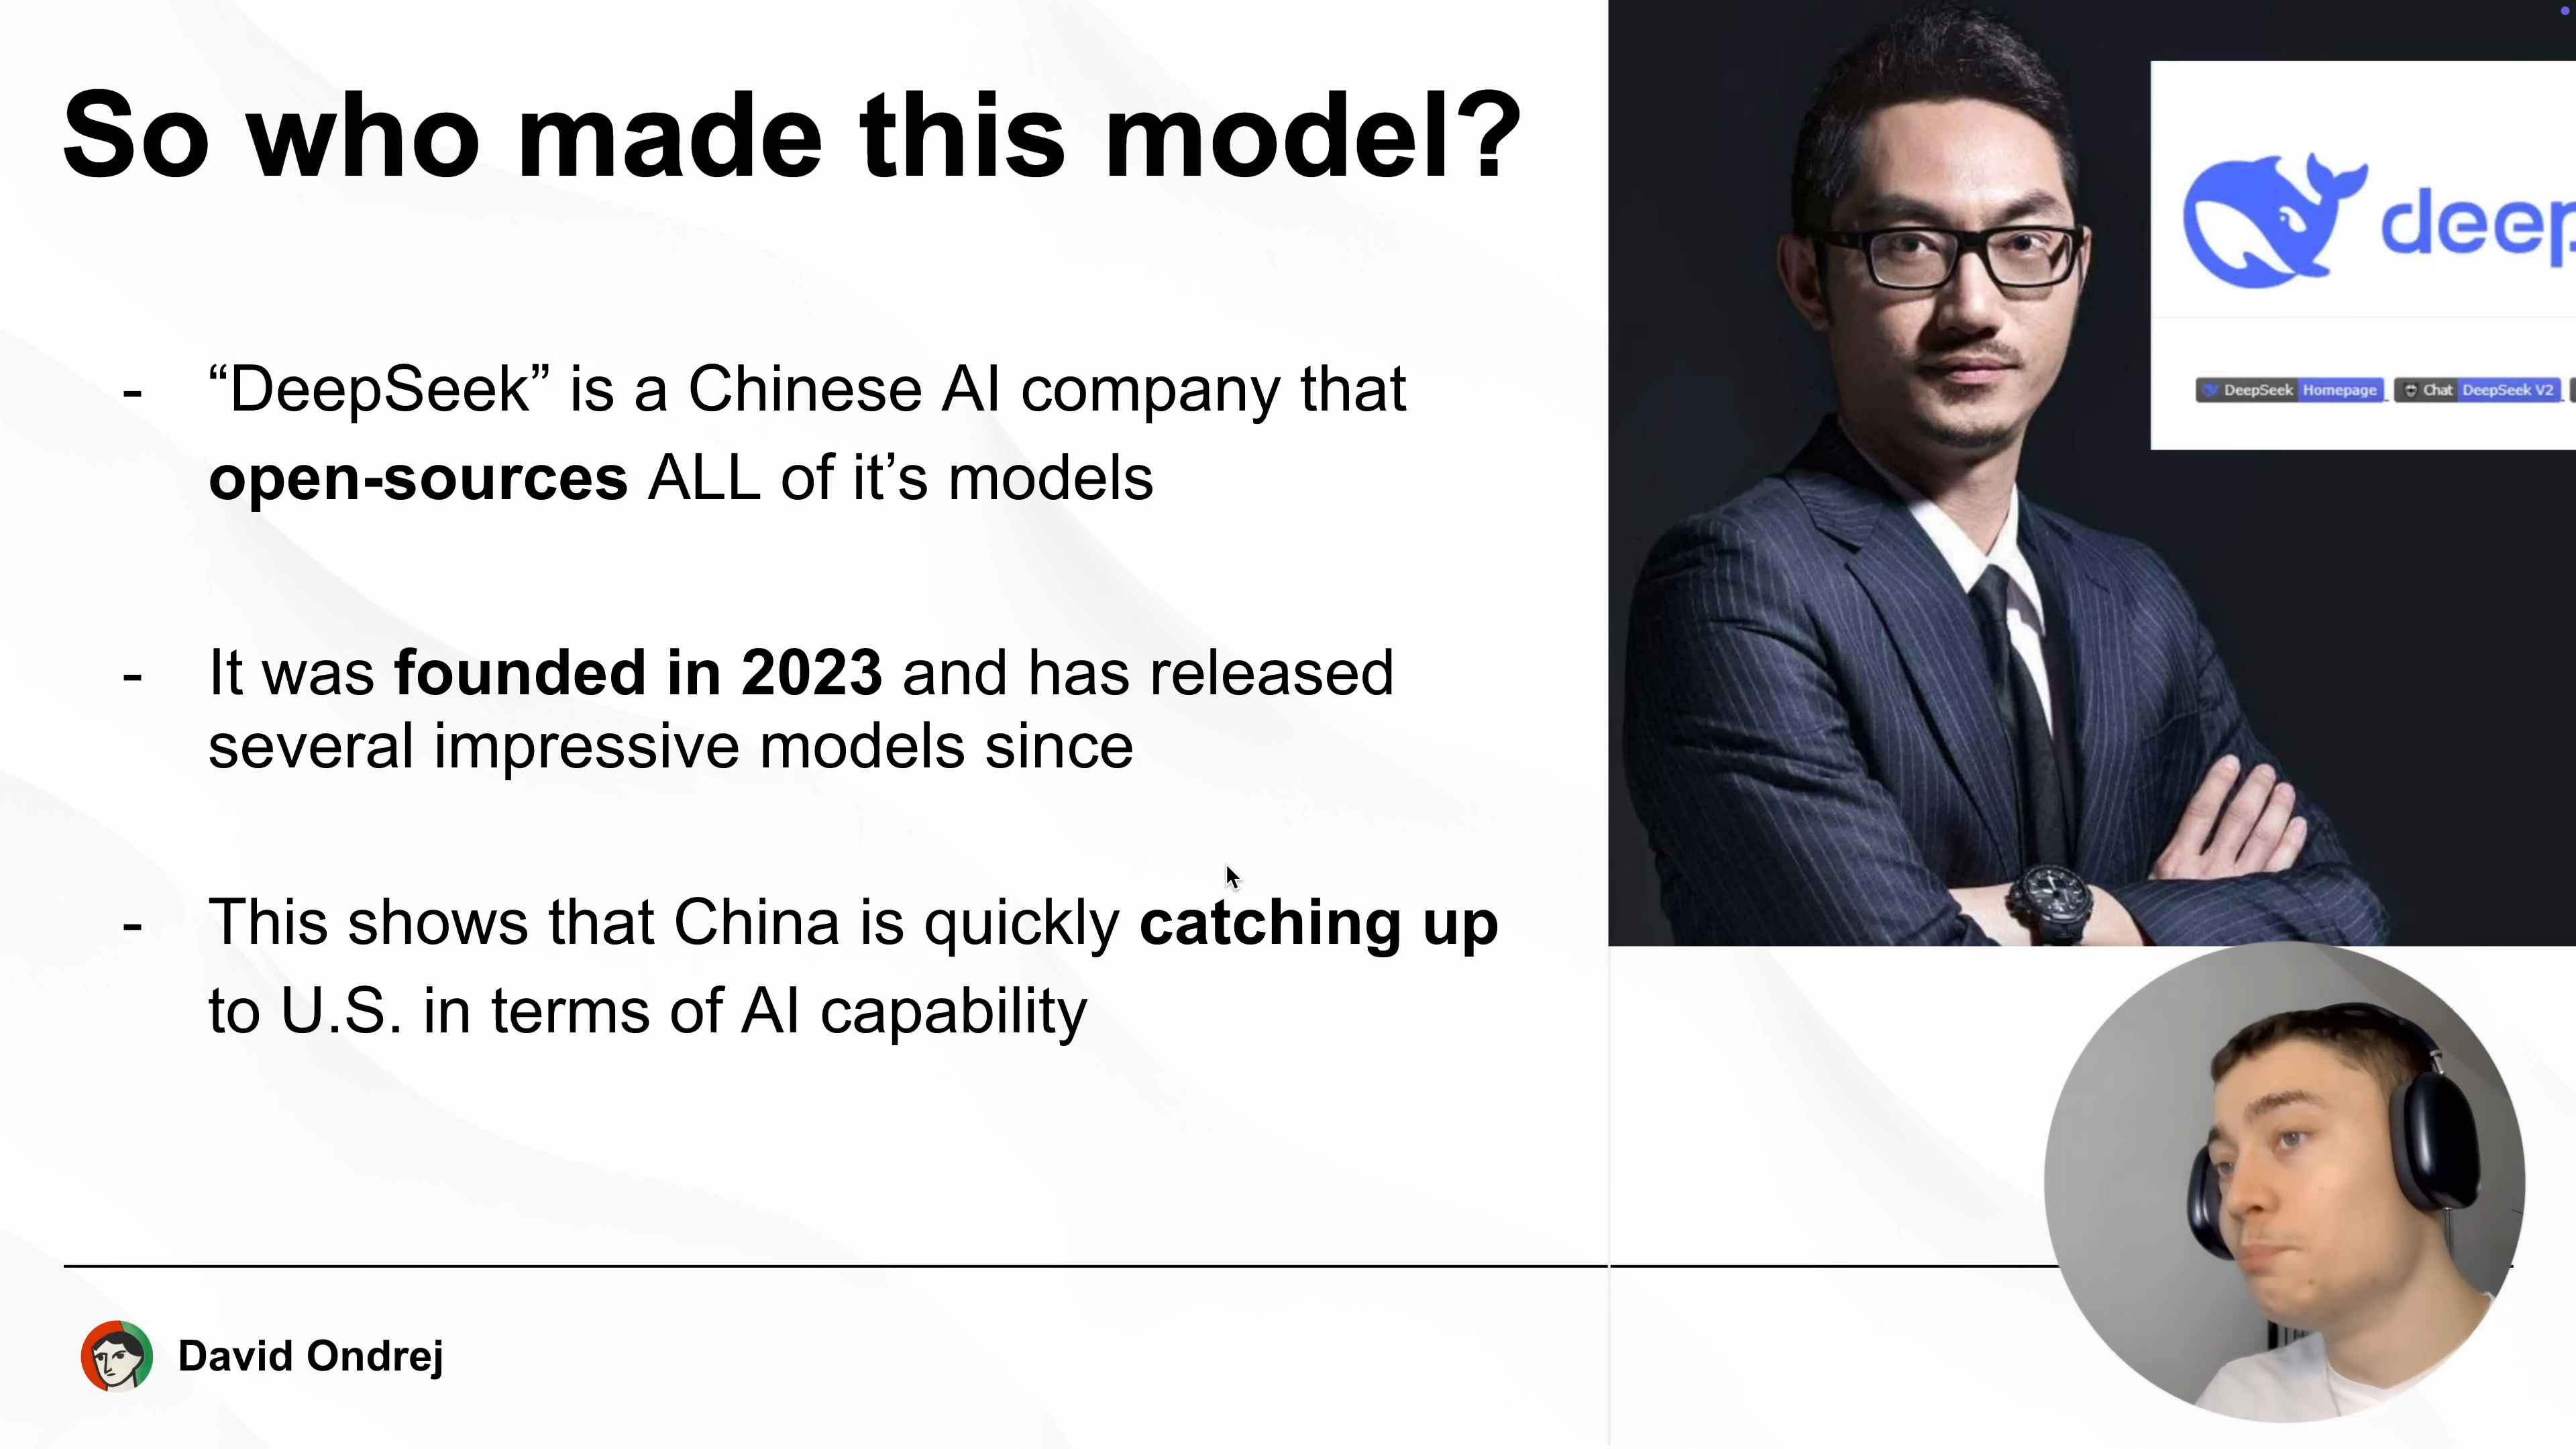 So who made this model?
- “DeepSeek” is a Chinese AI company that
open-sources ALL of it’s models
- It was founded in 2023 and has released
several impressive models since
- This shows that China is quickly catching up
to U.S. in terms of AI capability
deep
DeepSeek Homepage Chat DeepSeek V2
David Ondrej